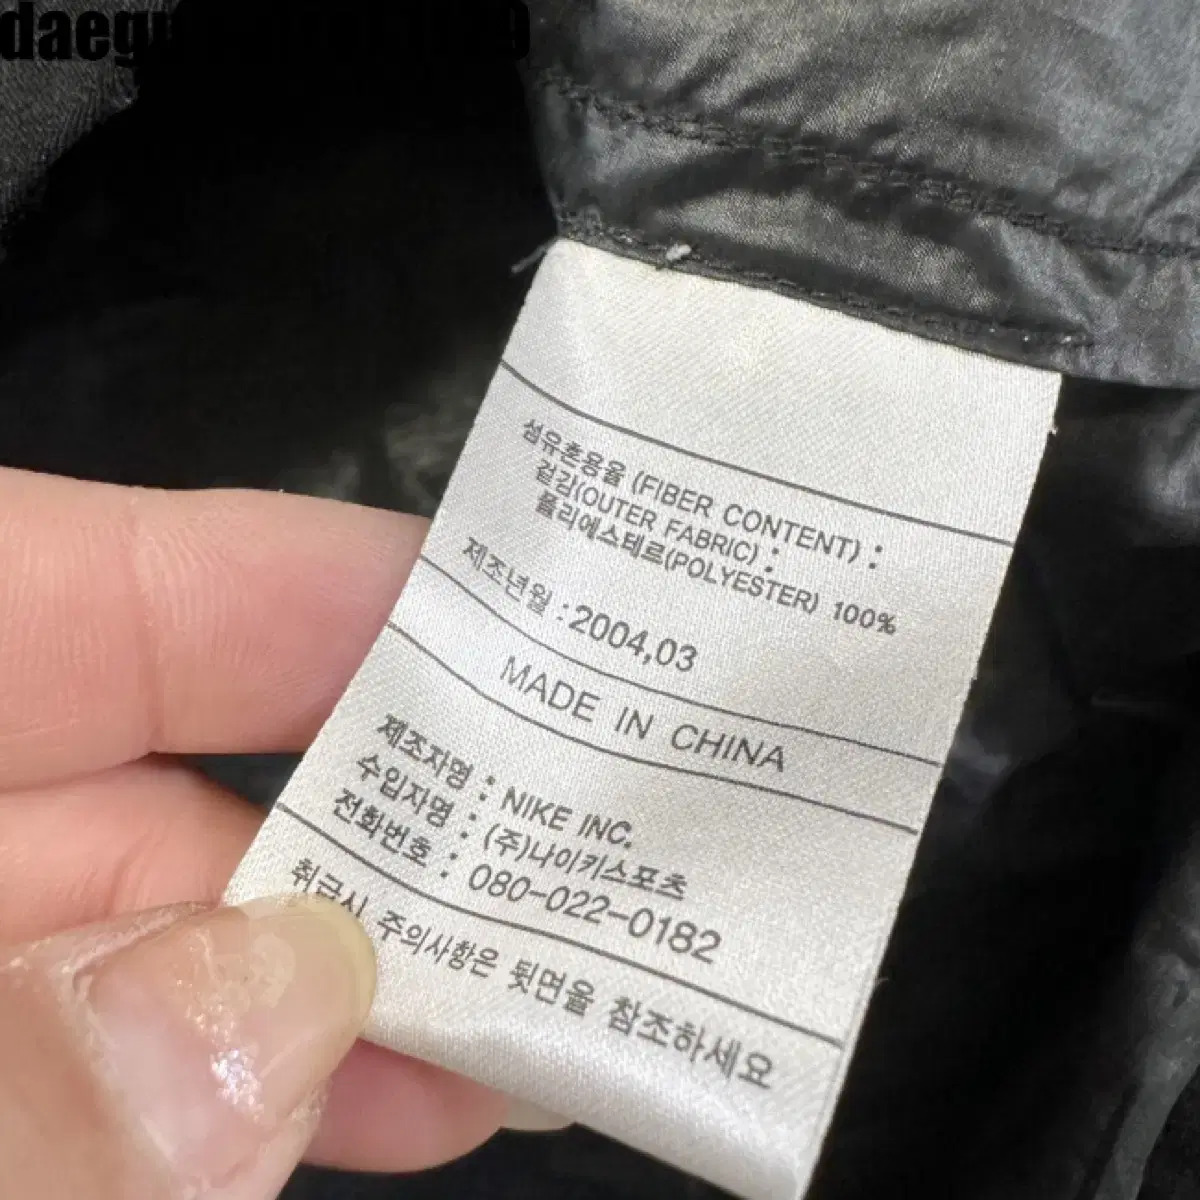 섬유혼용율 (FIBER CONTENT) :
겉감(OUTER FABRIC) :
폴리에스테르(POLYESTER) 100%
제조년월 : 2004,03
MADE IN CHINA
제조자명 : NIKE INC.
수입자명 : (주)나이키스포츠
전화번호 : 080-022-0182
취급시 주의사항은 뒷면을 참조하세요